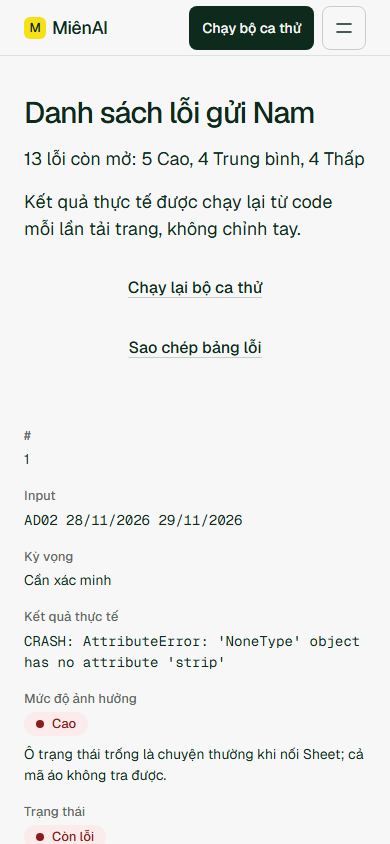 M MiênAI
Chạy bộ ca thử
Danh sách lỗi gửi Nam
13 lỗi còn mở: 5 Cao, 4 Trung bình, 4 Thấp
Kết quả thực tế được chạy lại từ code
mỗi lần tải trang, không chỉnh tay.
Chạy lại bộ ca thử
Sao chép bảng lỗi
#
1
Input
AD02 28/11/2026 29/11/2026
Kỳ vọng
Cần xác minh
Kết quả thực tế
CRASH: AttributeError: 'NoneType' object
has no attribute 'strip'
Mức độ ảnh hưởng
Cao
Ô trạng thái trống là chuyện thường khi nối Sheet; cả
mã áo không tra được.
Trạng thái
Còn lỗi